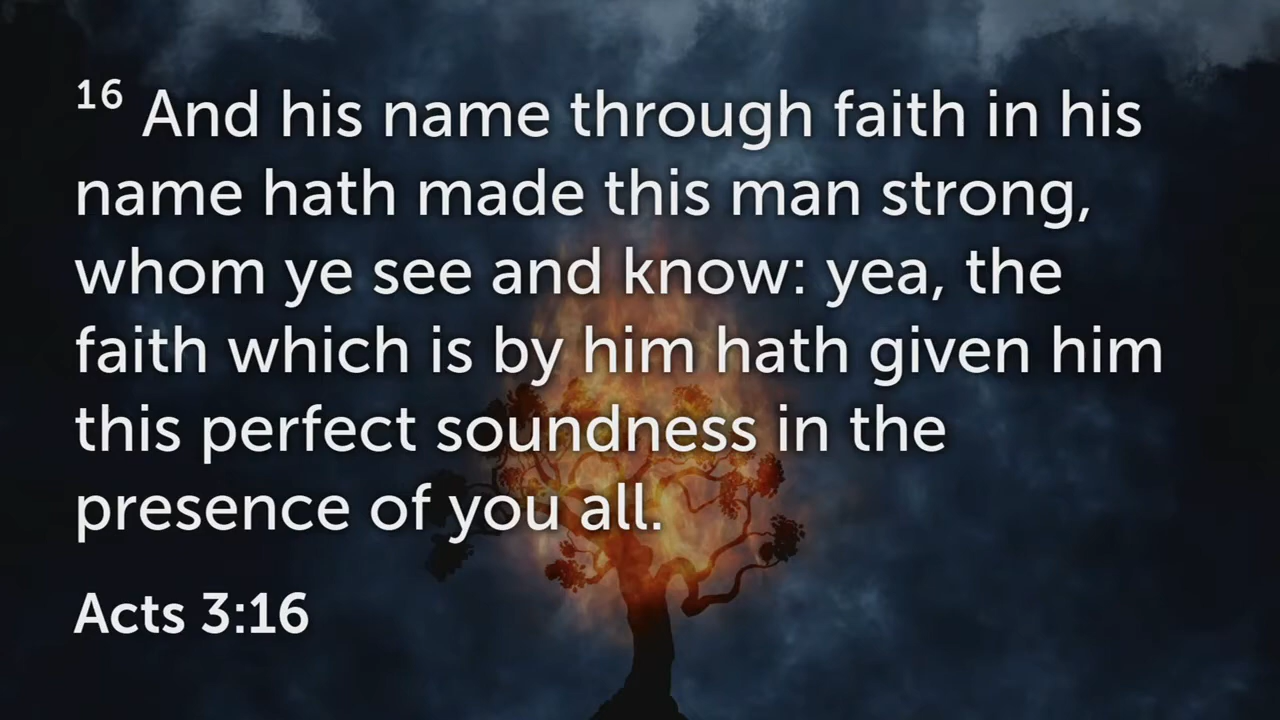 16 And his name through faith in his
name hath made this man strong,
whom ye see and know: yea, the
faith which is by him hath given him
this perfect soundness in the
presence of you all.
Acts 3:16